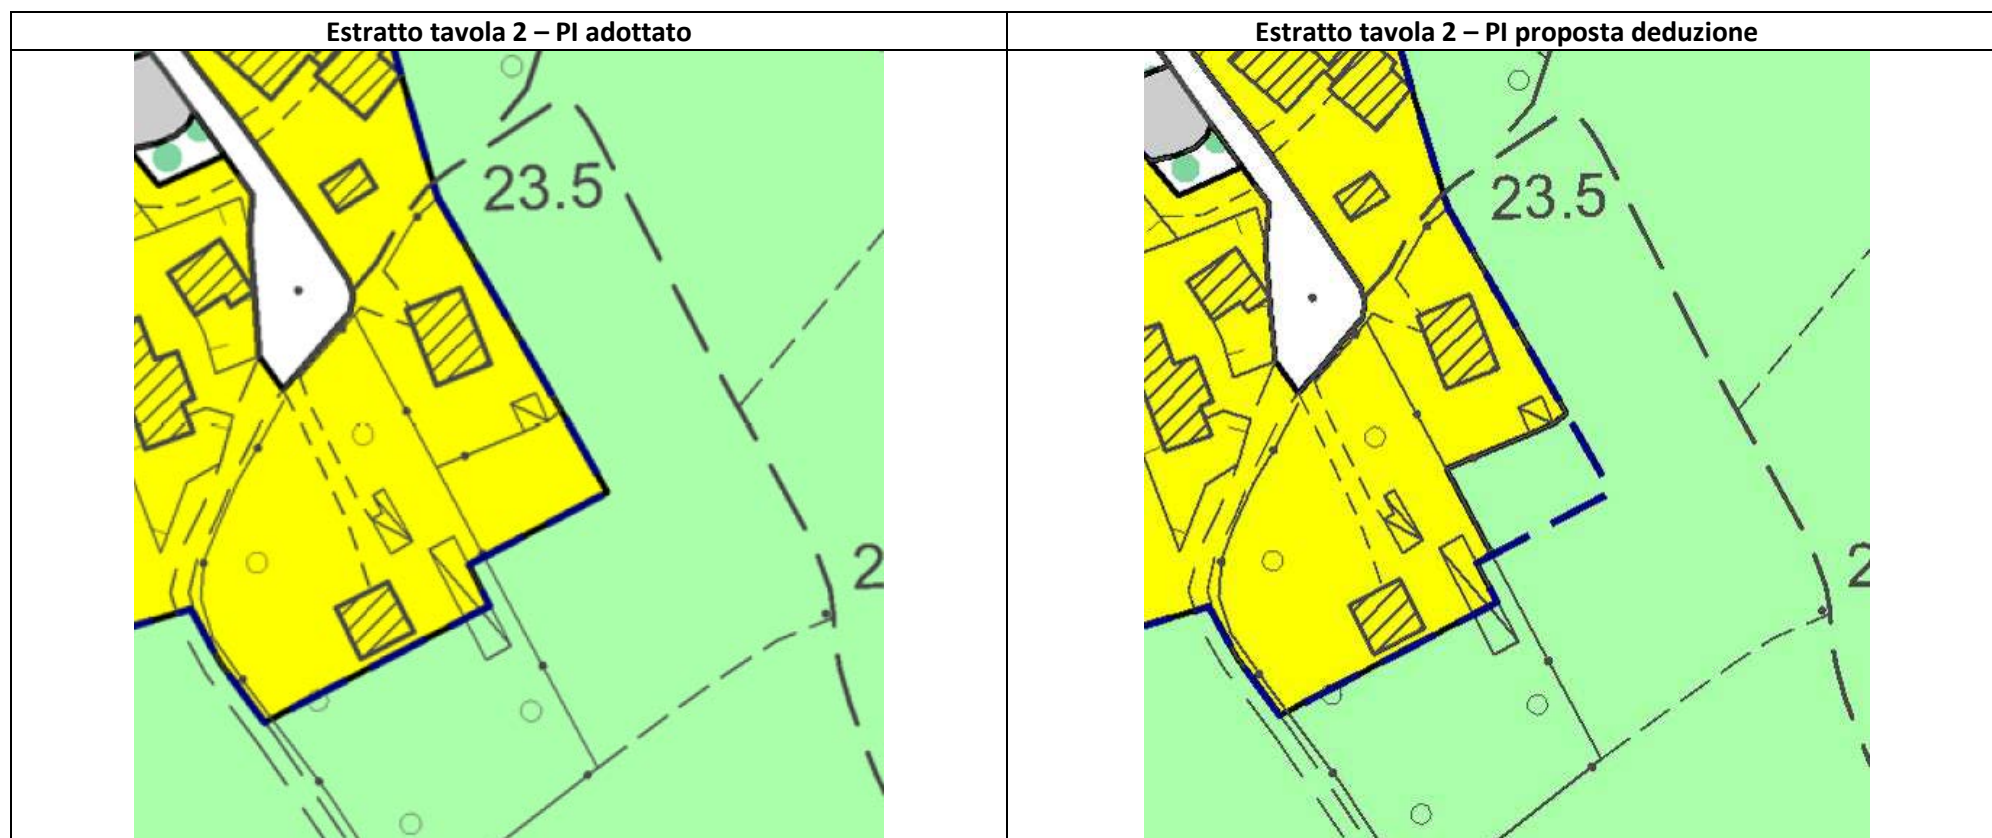 Estratto tavola 2 – PI adottato
Estratto tavola 2 – PI proposta deduzione
23.5
23.5
2
2